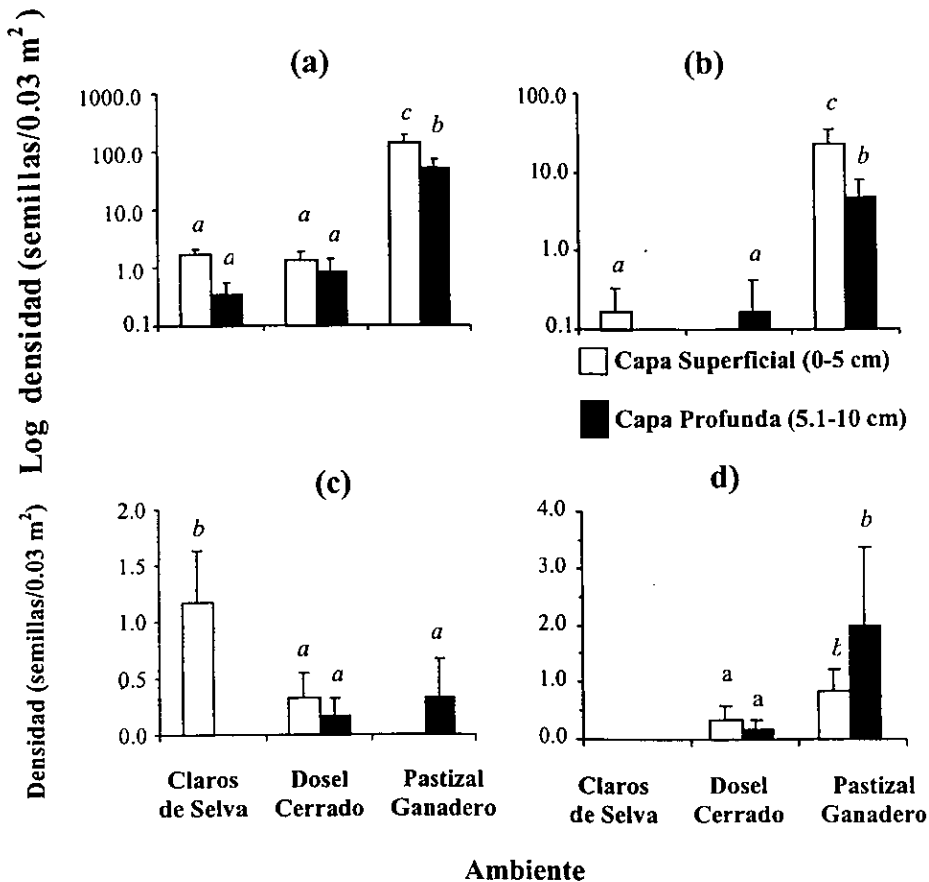 Log densidad (semillas/0.03 m²)
(a)
1000.0
100.0
10.0
1.0
0.1
a
a
a
a
c
b
(b)
100.0
10.0
1.0
0.1
a
a
c
b
Capa Superficial (0-5 cm)
Capa Profunda (5.1-10 cm)
Densidad (semillas/0.03 m²)
(c)
2.0
1.5
1.0
0.5
0.0
b
a
a
a
Claros
de Selva
Dosel
Cerrado
Pastizal
Ganadero
d)
4.0
3.0
2.0
1.0
0.0
a
a
b
b
Claros
de Selva
Dosel
Cerrado
Pastizal
Ganadero
Ambiente